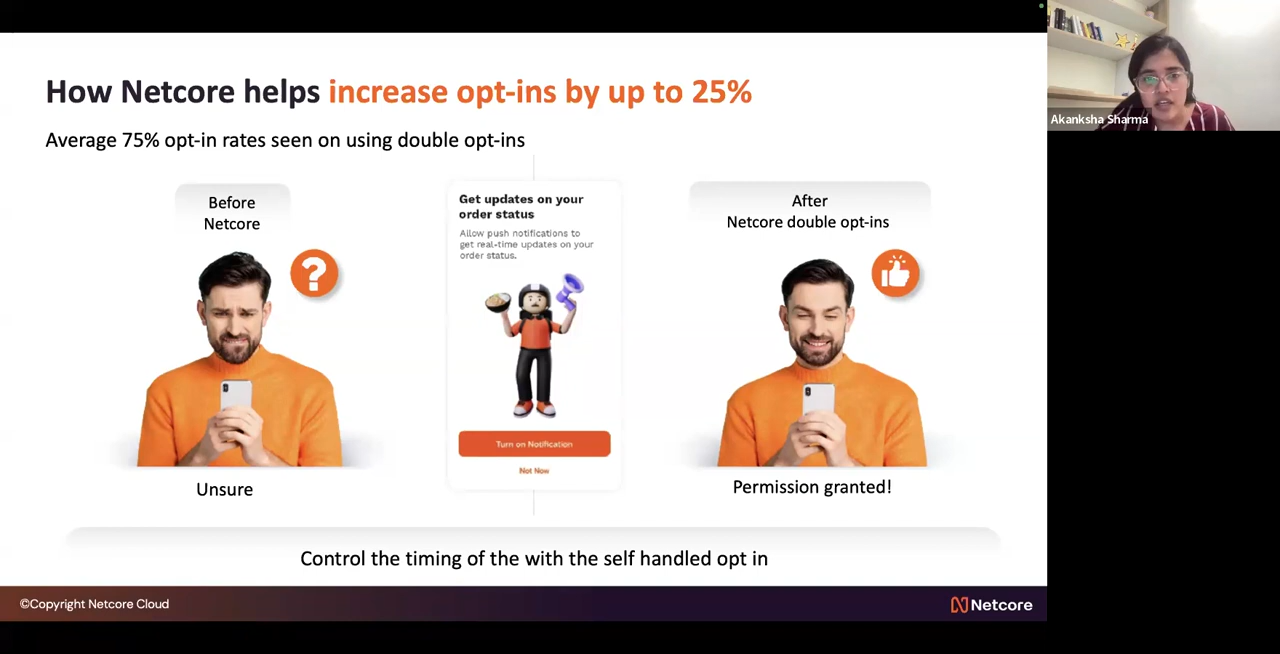 How Netcore helps increase opt-ins by up to 25%
Average 75% opt-in rates seen on using double opt-ins
Before
Netcore
Unsure
Get updates on your
order status
Allow push notifications to
get real-time updates on your
order status.
Turn on Notification
Not Now
After
Netcore double opt-ins
Permission granted!
Control the timing of the with the self handled opt in
©Copyright Netcore Cloud
Netcore
Akanksha Sharma